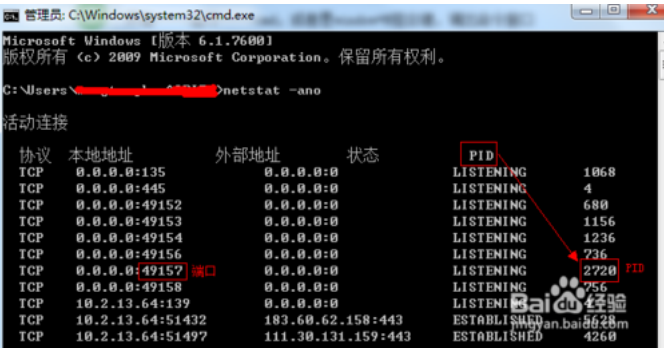 管理员: C:\Windows\system32\cmd.exe
Microsoft Windows [版本 6.1.7600]
版权所有 (c) 2009 Microsoft Corporation。保留所有权利。
C:\Users\ >netstat -ano
活动连接
协议 本地地址 外部地址 状态 PID
TCP 0.0.0.0:135 0.0.0.0:0 LISTENING 1068
TCP 0.0.0.0:445 0.0.0.0:0 LISTENING 4
TCP 0.0.0.0:49152 0.0.0.0:0 LISTENING 680
TCP 0.0.0.0:49153 0.0.0.0:0 LISTENING 1156
TCP 0.0.0.0:49154 0.0.0.0:0 LISTENING 1236
TCP 0.0.0.0:49156 0.0.0.0:0 LISTENING 736
TCP 0.0.0.0:49157 端口 0.0.0.0:0 LISTENING 2720 PID
TCP 0.0.0.0:49158 0.0.0.0:0 LISTENING 756
TCP 10.2.13.64:139 0.0.0.0:0 LISTENING
TCP 10.2.13.64:51432 183.60.62.158:443 ESTABLISHED 5628
TCP 10.2.13.64:51497 111.30.131.159:443 ESTABLISHED 4260
Baidu经验
jingyan.baidu.com